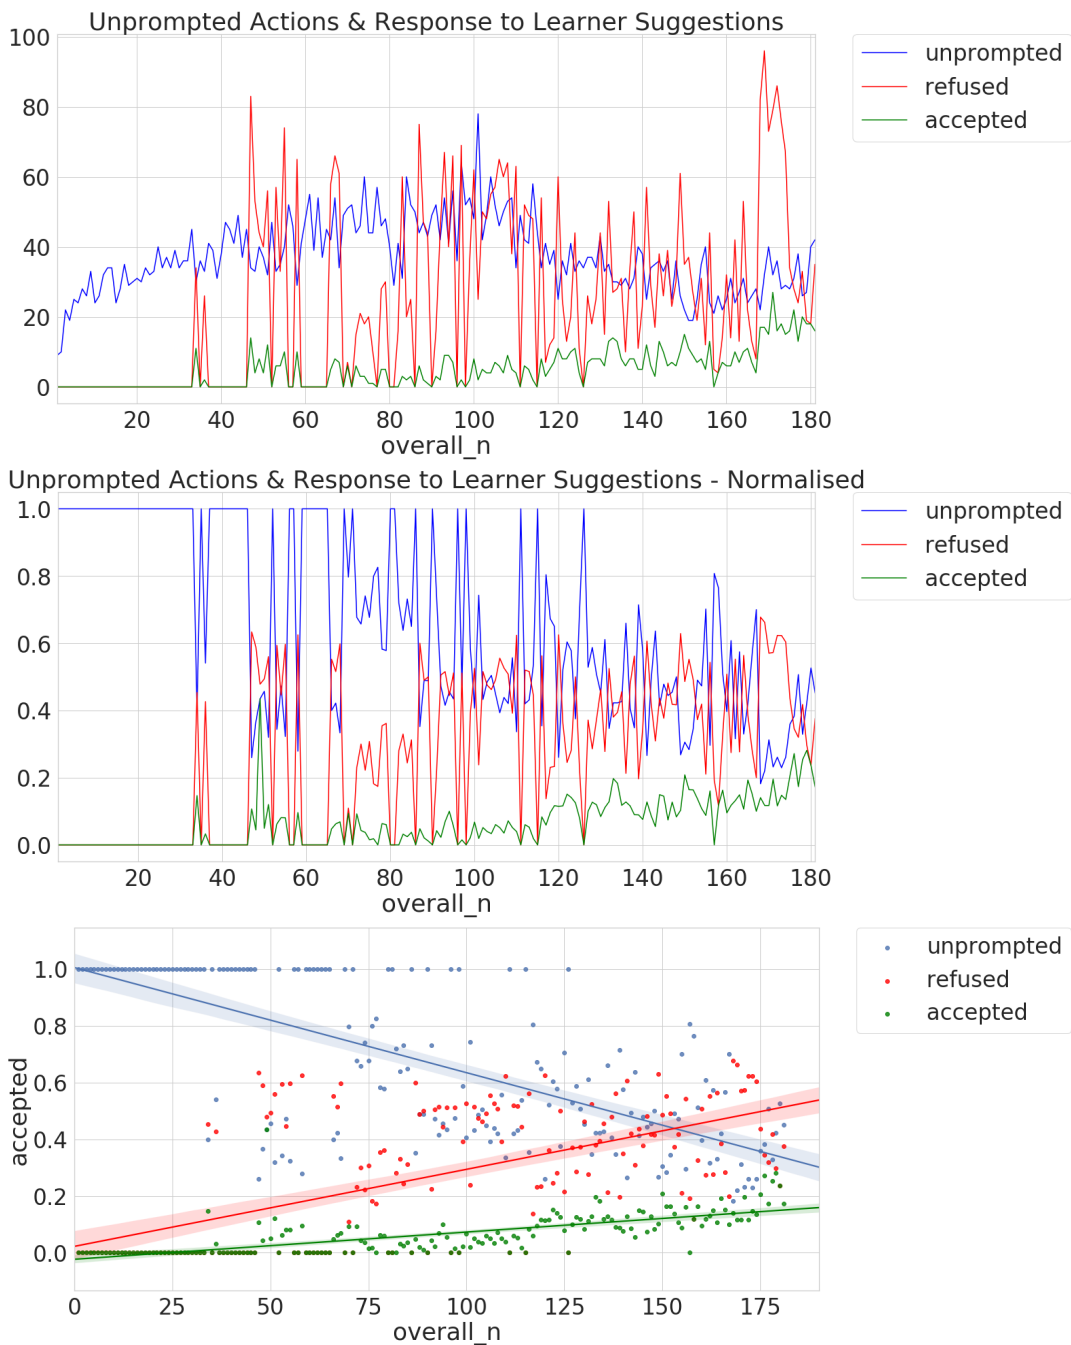 Unprompted Actions & Response to Learner Suggestions
100
80
60
40
20
0
20 40 60 80 100 120 140 160 180
overall_n
unprompted
refused
accepted
Unprompted Actions & Response to Learner Suggestions - Normalised
1.0
0.8
0.6
0.4
0.2
0.0
20 40 60 80 100 120 140 160 180
overall_n
unprompted
refused
accepted
accepted
1.0
0.8
0.6
0.4
0.2
0.0
0 25 50 75 100 125 150 175
overall_n
unprompted
refused
accepted